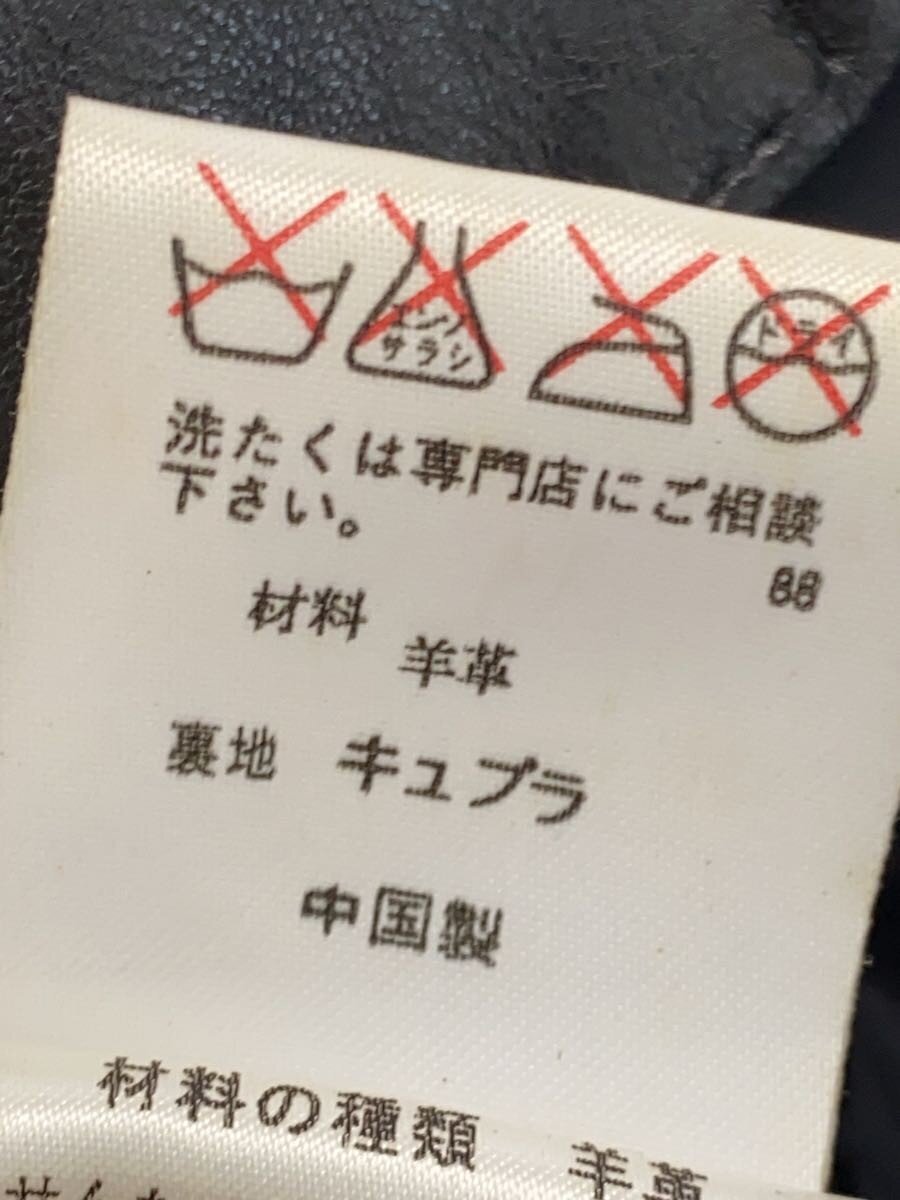 エンソ
サラシ
ドライ
洗たくは専門店にご相談
下さい。
88
材料
羊革
裏地 キュプラ
中国製
材料の種類 羊革